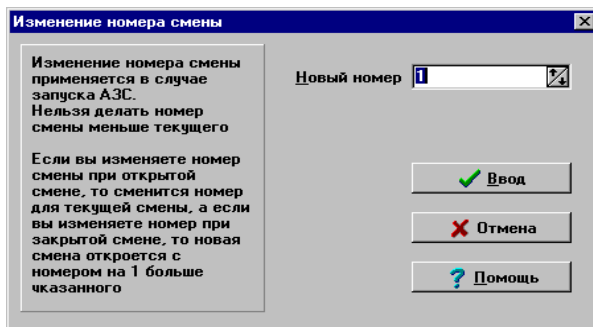 Изменение номера смены
Изменение номера смены
применяется в случае
запуска АЗС.
Нельзя делать номер
смены меньше текущего
Если вы изменяете номер
смены при открытой
смене, то сменится номер
для текущей смены, а если
вы изменяете номер при
закрытой смене, то новая
смена откроется с
номером на 1 больше
указанного
Новый номер 1
Ввод
Отмена
Помощь